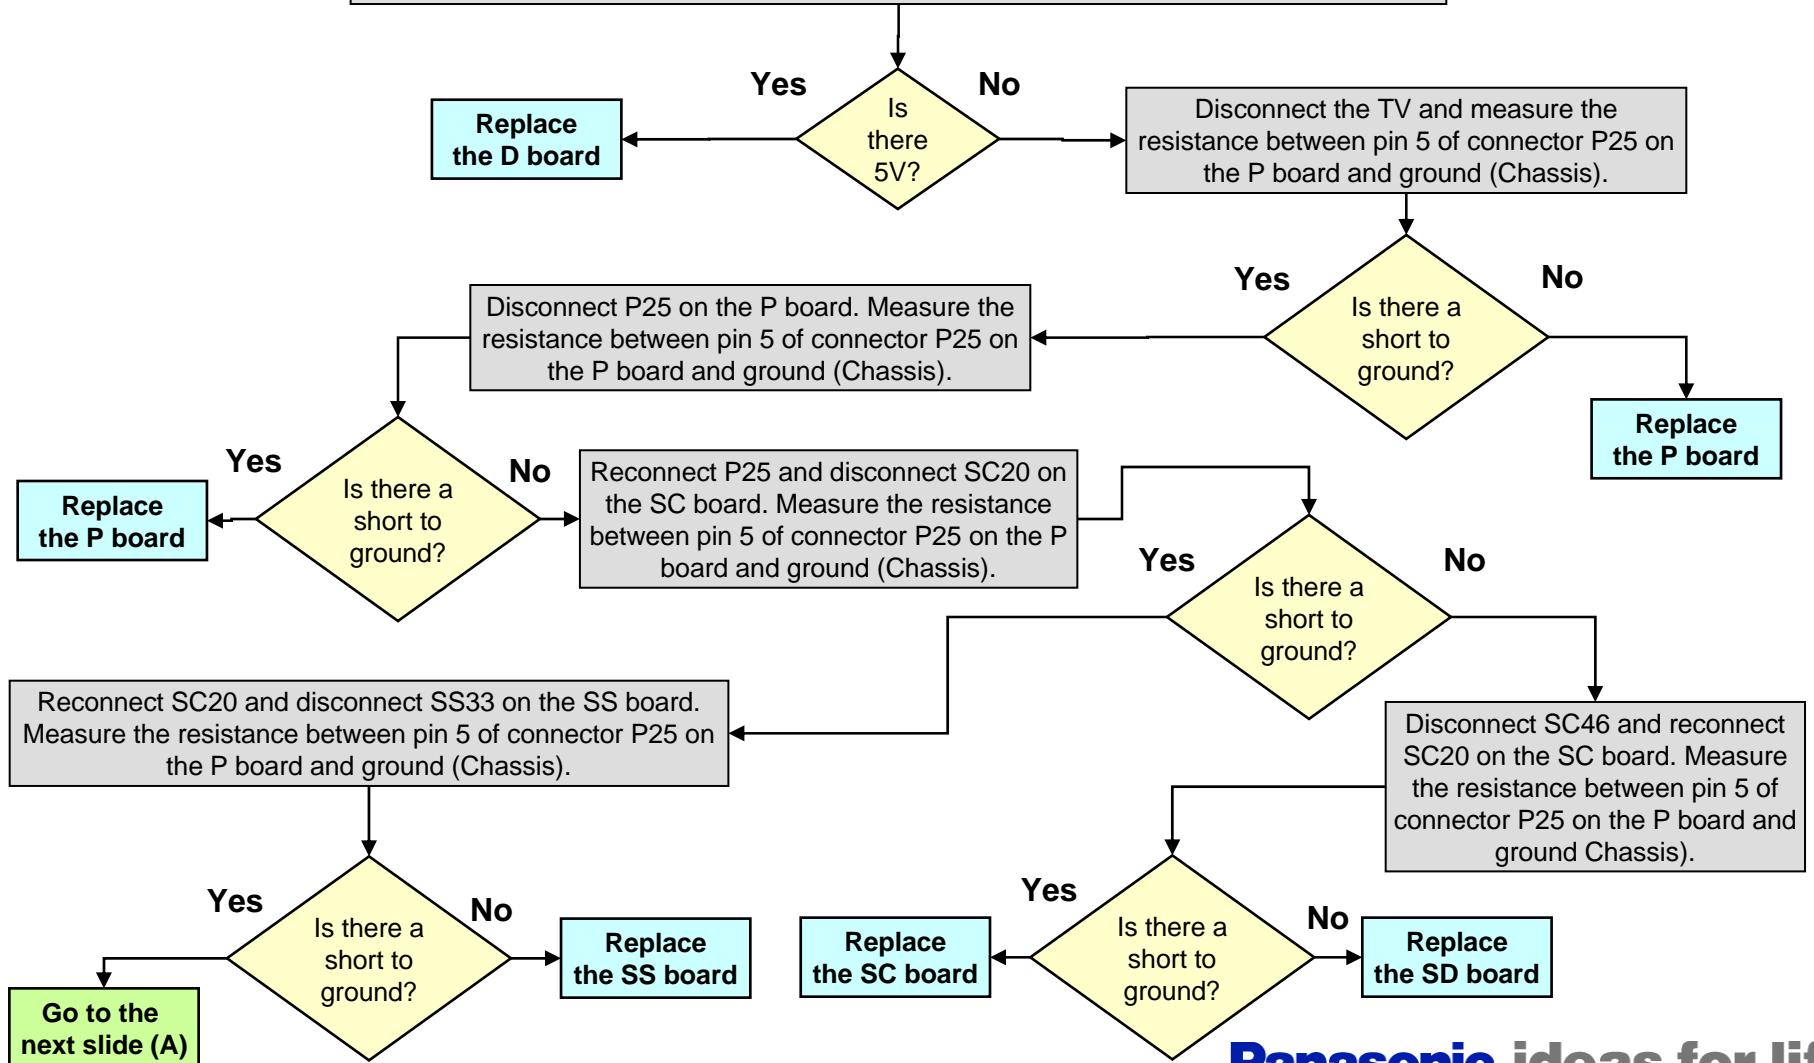 Yes
No
Is
there
5V?
Replace
the D board
Disconnect the TV and measure the
resistance between pin 5 of connector P25 on
the P board and ground (Chassis).
Yes
No
Is there a
short to
ground?
Disconnect P25 on the P board. Measure the
resistance between pin 5 of connector P25 on
the P board and ground (Chassis).
Replace
the P board
Yes
No
Is there a
short to
ground?
Replace
the P board
Reconnect P25 and disconnect SC20 on
the SC board. Measure the resistance
between pin 5 of connector P25 on the P
board and ground (Chassis).
Yes
No
Is there a
short to
ground?
Reconnect SC20 and disconnect SS33 on the SS board.
Measure the resistance between pin 5 of connector P25 on
the P board and ground (Chassis).
Disconnect SC46 and reconnect
SC20 on the SC board. Measure
the resistance between pin 5 of
connector P25 on the P board and
ground Chassis).
Yes
No
Is there a
short to
ground?
Replace
the SS board
Go to the
next slide (A)
Yes
No
Is there a
short to
ground?
Replace
the SC board
Replace
the SD board
Panasonic ideas for lif